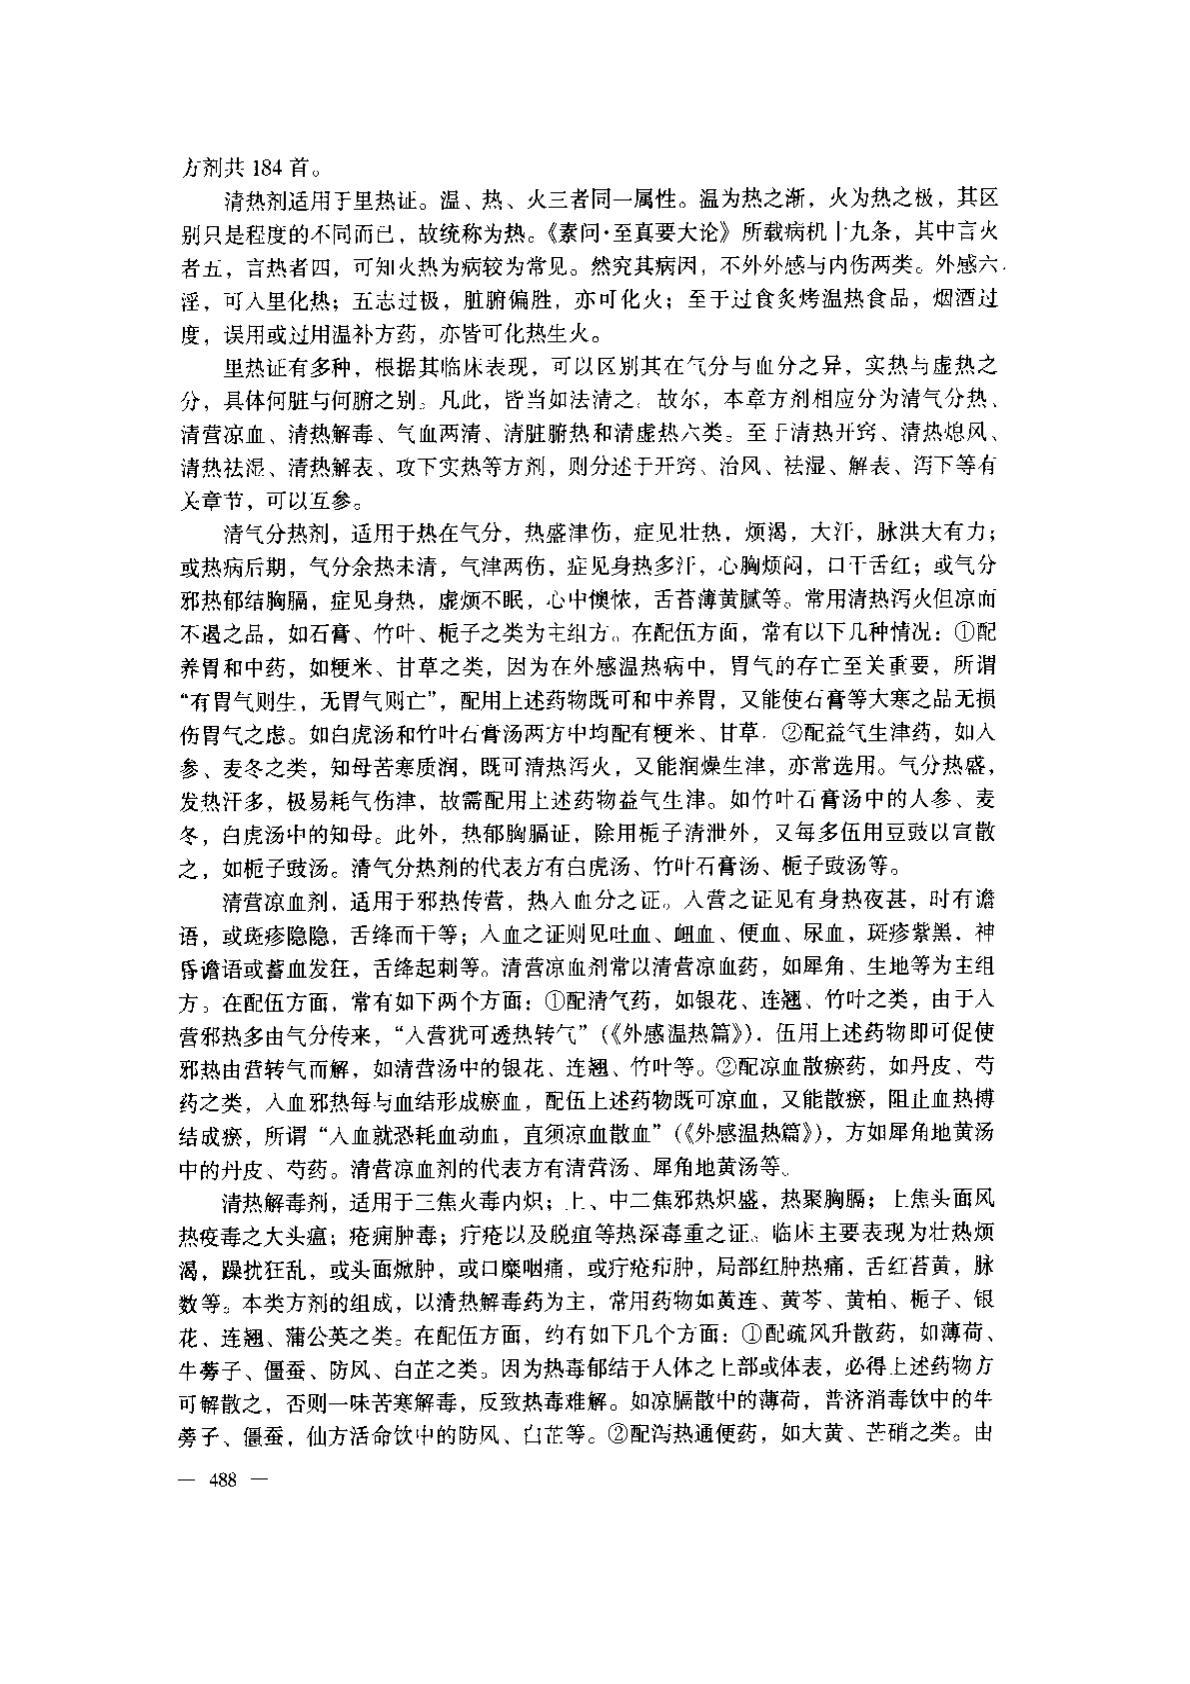 方剂共 184 首。
清热剂适用于里热证。温、热、火三者同一属性。温为热之渐，火为热之极，其区
别只是程度的不同而已，故统称为热。《素问·至真要大论》所载病机十九条，其中言火
者五，言热者四，可知火热为病较为常见。然究其病因，不外外感与内伤两类。外感六
淫，可入里化热；五志过极，脏腑偏胜，亦可化火；至于过食炙烤温热食品，烟酒过
度，误用或过用温补方药，亦皆可化热生火。
里热证有多种，根据其临床表现，可以区别其在气分与血分之异，实热与虚热之
分，具体何脏与何腑之别。凡此，皆当如法清之。故尔，本章方剂相应分为清气分热、
清营凉血、清热解毒、气血两清、清脏腑热和清虚热六类。至于清热开窍、清热熄风、
清热祛湿、清热解表、攻下实热等方剂，则分述于开窍、治风、祛湿、解表、泻下等有
关章节，可以互参。
清气分热剂，适用于热在气分，热盛津伤，症见壮热，烦渴，大汗，脉洪大有力；
或热病后期，气分余热未清，气津两伤，症见身热多汗，心胸烦闷，口干舌红；或气分
邪热郁结胸膈，症见身热，虚烦不眠，心中懊憹，舌苔薄黄腻等。常用清热泻火但凉而
不遏之品，如石膏、竹叶、栀子之类为主组方。在配伍方面，常有以下几种情况：①配
养胃和中药，如粳米、甘草之类，因为在外感温热病中，胃气的存亡至关重要，所谓
“有胃气则生，无胃气则亡”，配用上述药物既可和中养胃，又能使石膏等大寒之品无损
伤胃气之虑。如白虎汤和竹叶石膏汤两方中均配有粳米、甘草。②配益气生津药，如人
参、麦冬之类，知母苦寒质润，既可清热泻火，又能润燥生津，亦常选用。气分热盛，
发热汗多，极易耗气伤津，故需配用上述药物益气生津。如竹叶石膏汤中的人参、麦
冬，白虎汤中的知母。此外，热郁胸膈证，除用栀子清泄外，又每多伍用豆豉以宣散
之，如栀子豉汤。清气分热剂的代表方有白虎汤、竹叶石膏汤、栀子豉汤等。
清营凉血剂，适用于邪热传营，热入血分之证。入营之证见有身热夜甚，时有谵
语，或斑疹隐隐，舌绛而干等；入血之证则见吐血、衄血、便血、尿血，斑疹紫黑，神
昏谵语或蓄血发狂，舌绛起刺等。清营凉血剂常以清营凉血药，如犀角、生地等为主组
方。在配伍方面，常有如下两个方面：①配清气药，如银花、连翘、竹叶之类，由于入
营邪热多由气分传来，“入营犹可透热转气”（《外感温热篇》），伍用上述药物即可促使
邪热由营转气而解，如清营汤中的银花、连翘、竹叶等。②配凉血散瘀药，如丹皮、芍
药之类，入血邪热每与血结形成瘀血，配伍上述药物既可凉血，又能散瘀，阻止血热搏
结成瘀，所谓“入血就恐耗血动血，直须凉血散血”（《外感温热篇》），方如犀角地黄汤
中的丹皮、芍药。清营凉血剂的代表方有清营汤、犀角地黄汤等。
清热解毒剂，适用于三焦火毒内炽；上、中二焦邪热炽盛，热聚胸膈；上焦头面风
热疫毒之大头瘟；疮痈肿毒；疔疮以及脱疽等热深毒重之证。临床主要表现为壮热烦
渴，躁扰狂乱，或头面焮肿，或口糜咽痛，或疔疮疖肿，局部红肿热痛，舌红苔黄，脉
数等。本类方剂的组成，以清热解毒药为主，常用药物如黄连、黄芩、黄柏、栀子、银
花、连翘、蒲公英之类。在配伍方面，约有如下几个方面：①配疏风升散药，如薄荷、
牛蒡子、僵蚕、防风、白芷之类。因为热毒郁结于人体之上部或体表，必得上述药物方
可解散之，否则一味苦寒解毒，反致热毒难解。如凉膈散中的薄荷，普济消毒饮中的牛
蒡子、僵蚕，仙方活命饮中的防风、白芷等。②配泻热通便药，如大黄、芒硝之类。由
— 488 —